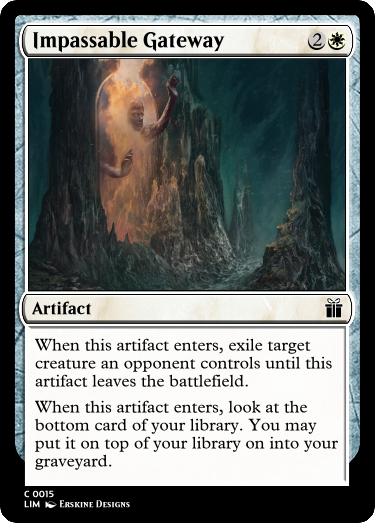 Impassable Gateway 2
Artifact
When this artifact enters, exile target
creature an opponent controls until this
artifact leaves the battlefield.
When this artifact enters, look at the
bottom card of your library. You may
put it on top of your library on into your
graveyard.
C 0015
LIM Erskine Designs